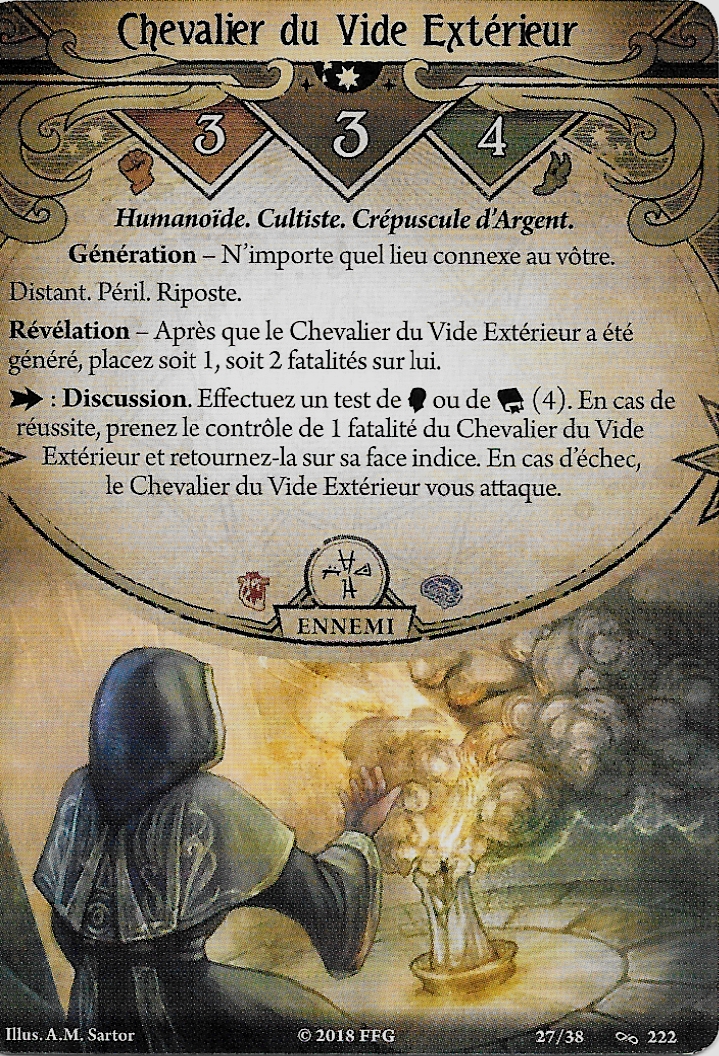 Chevalier du Vide Extérieur
3 3 4
Humanoïde. Cultiste. Crépuscule d'Argent.
Génération – N'importe quel lieu connexe au vôtre.
Distant. Péril. Riposte.
Révélation – Après que le Chevalier du Vide Extérieur a été
généré, placez soit 1, soit 2 fatalités sur lui.
: Discussion. Effectuez un test de ou de (4). En cas de
réussite, prenez le contrôle de 1 fatalité du Chevalier du Vide
Extérieur et retournez-la sur sa face indice. En cas d'échec,
le Chevalier du Vide Extérieur vous attaque.
ENNEMI
Illus. A.M. Sartor © 2018 FFG 27/38 222